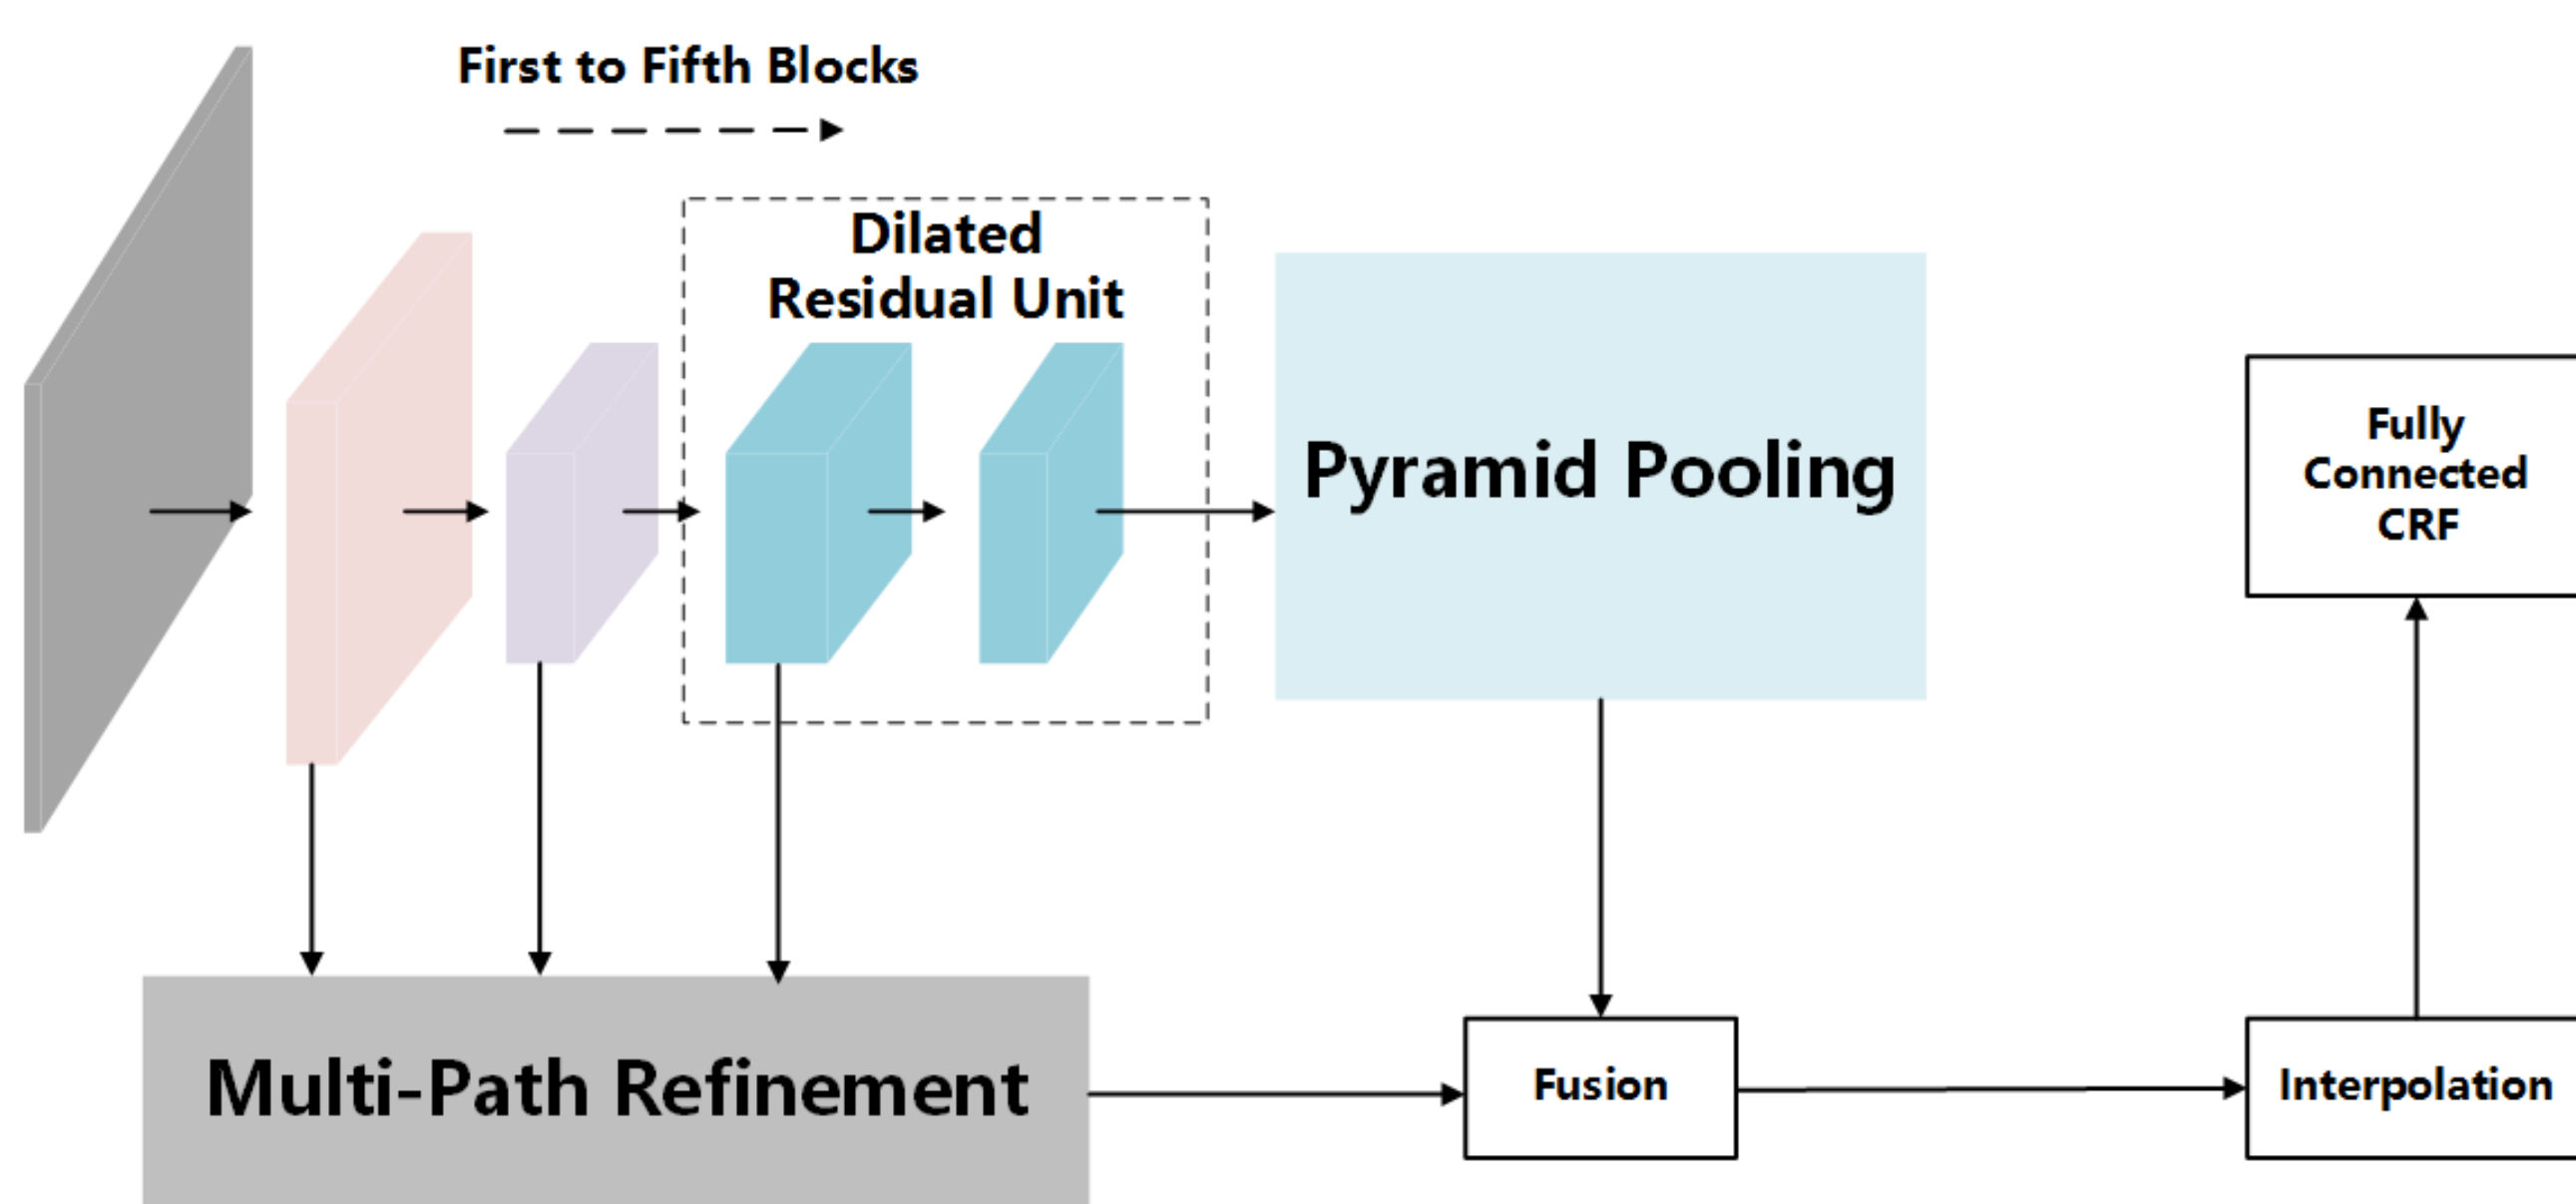 First to Fifth Blocks
Dilated
Residual Unit
Pyramid Pooling
Fully
Connected
CRF
Multi-Path Refinement
Fusion
Interpolation